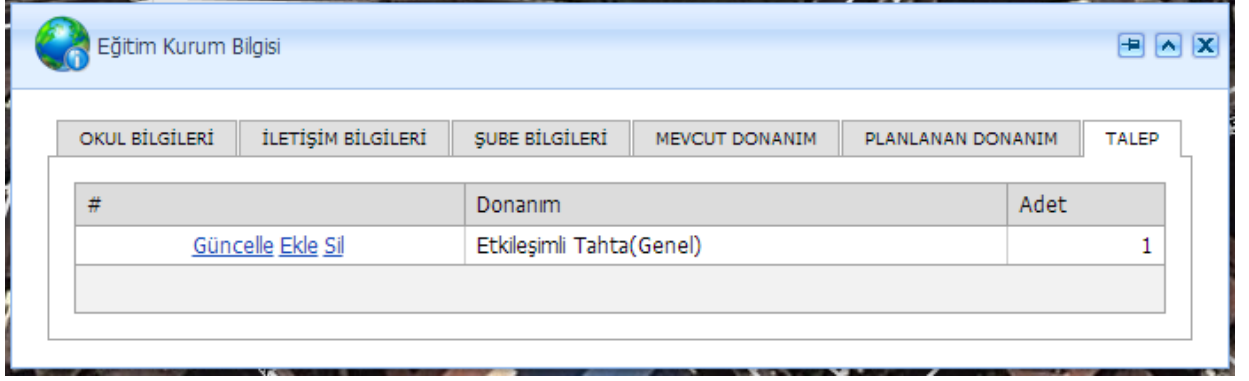 Eğitim Kurum Bilgisi
OKUL BİLGİLERİ İLETİŞİM BİLGİLERİ ŞUBE BİLGİLERİ MEVCUT DONANIM PLANLANAN DONANIM TALEP
# Donanım Adet
Güncelle Ekle Sil Etkileşimli Tahta(Genel) 1